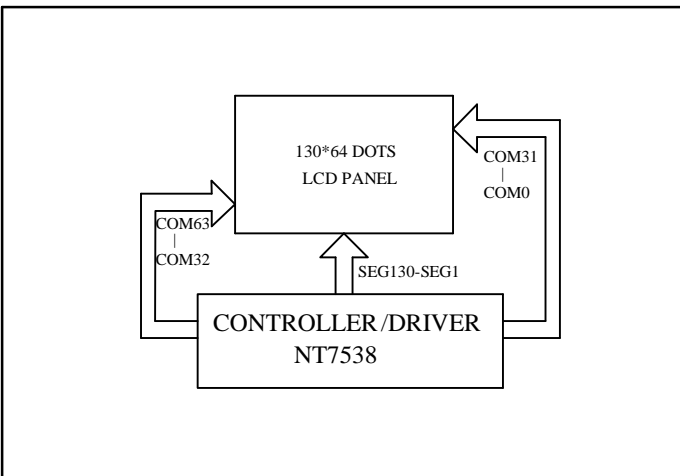 130*64 DOTS
LCD PANEL
COM31
|
COM0
COM63
|
COM32
SEG130-SEG1
CONTROLLER/DRIVER
NT7538